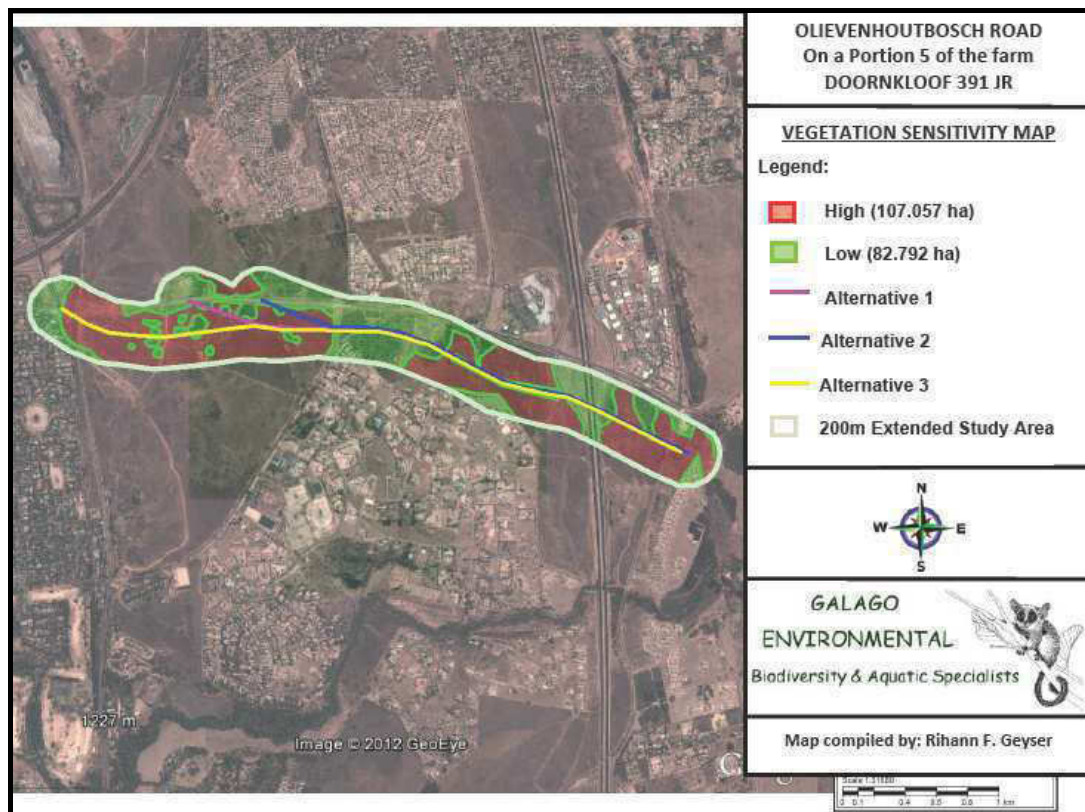 OLIEVENHOUTBOSCH ROAD
On a Portion 5 of the farm
DOORNKLOOF 391 JR
VEGETATION SENSITIVITY MAP
Legend:
High (107.057 ha)
Low (82.792 ha)
Alternative 1
Alternative 2
Alternative 3
200m Extended Study Area
N
W E
S
GALAGO
ENVIRONMENTAL
Biodiversity & Aquatic Specialists
Map compiled by: Rihann F. Geyser
1227 m
Image © 2012 GeoEye